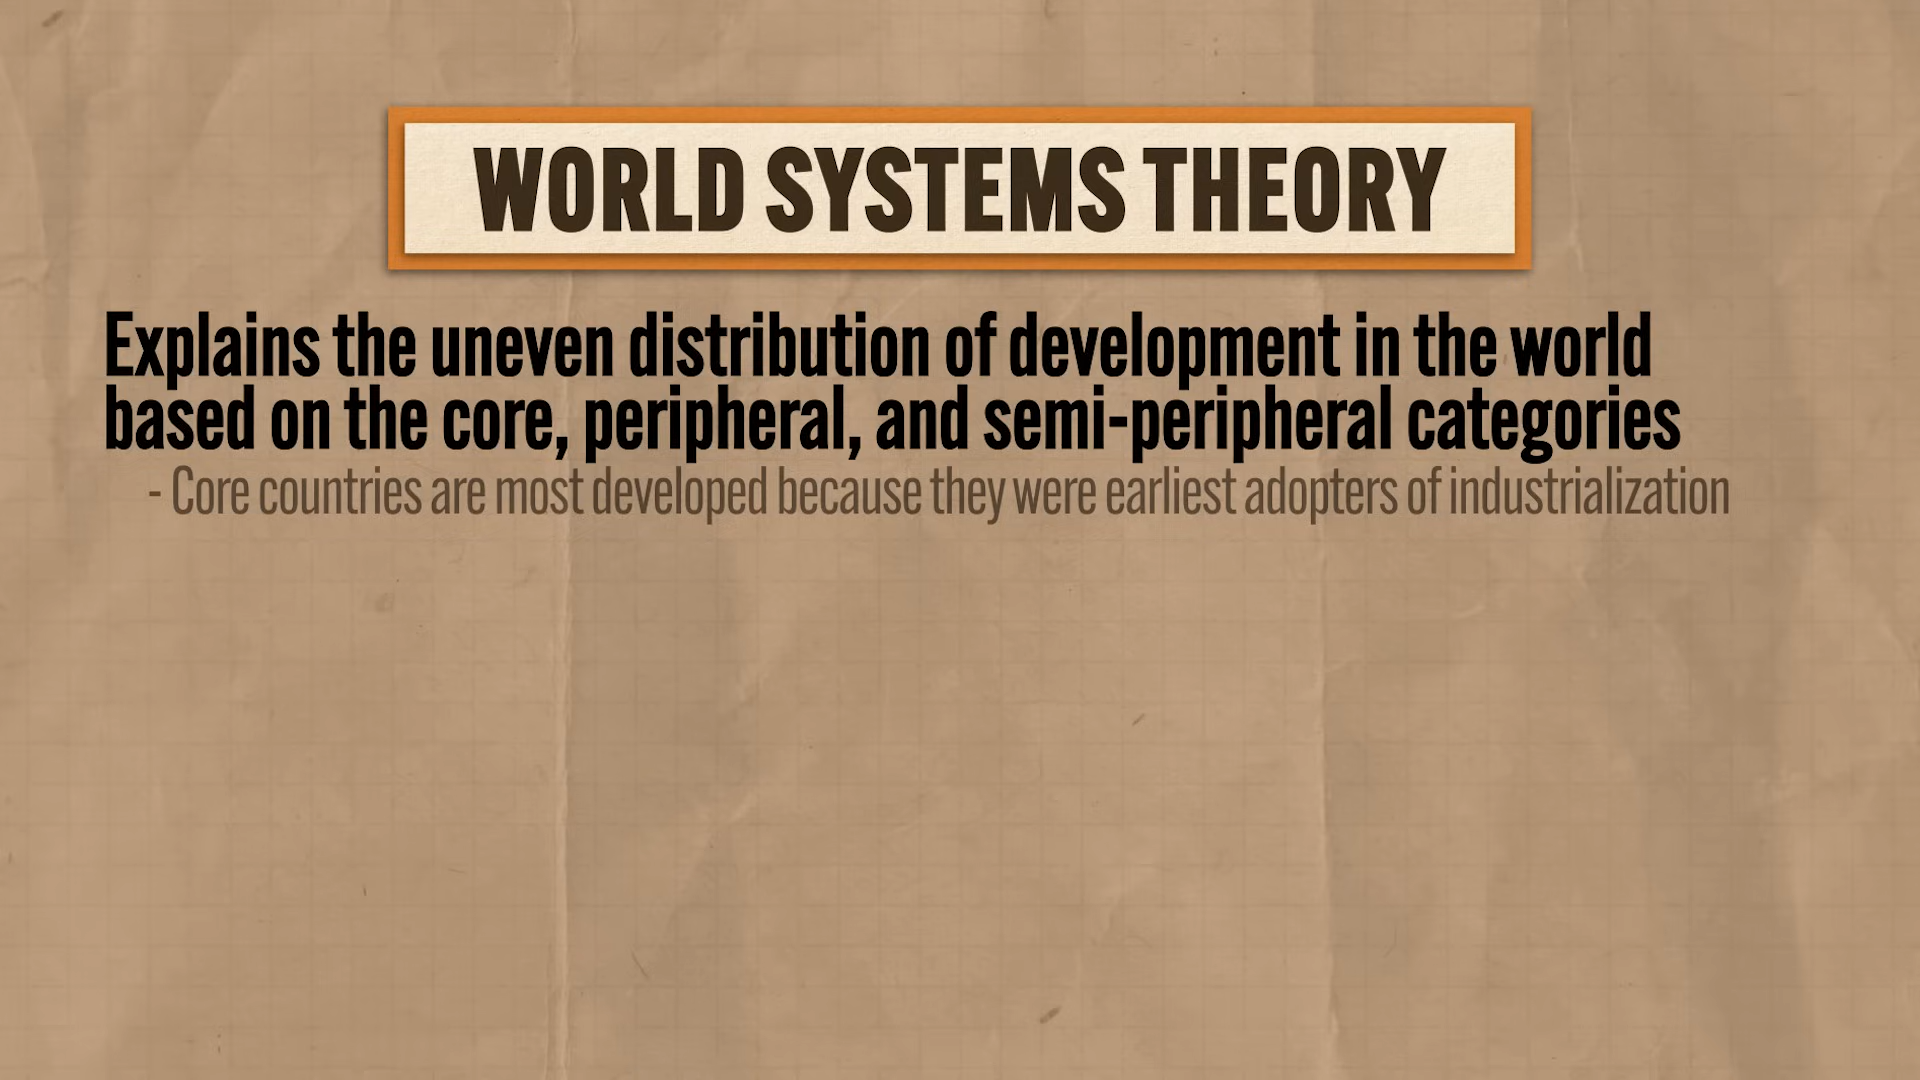 WORLD SYSTEMS THEORY
Explains the uneven distribution of development in the world
based on the core, peripheral, and semi-peripheral categories
- Core countries are most developed because they were earliest adopters of industrialization